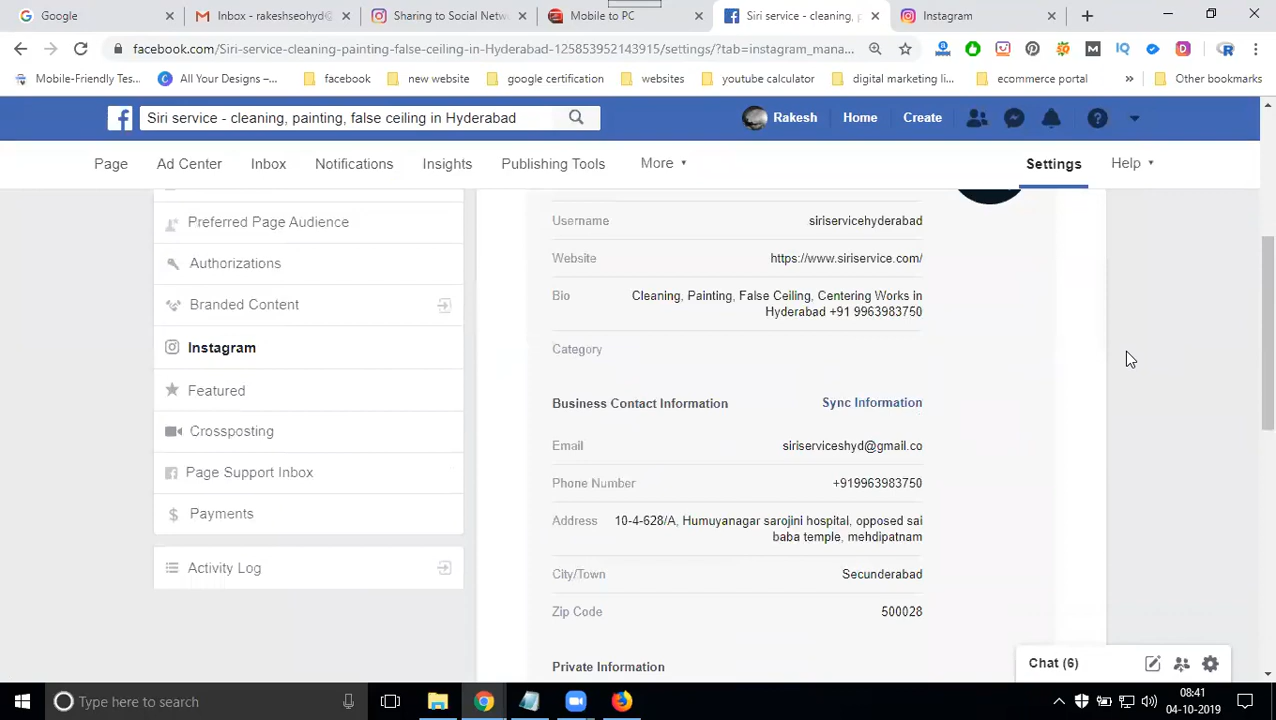 Google
Inbox - rakeshseohyd@
Sharing to Social Netw
Mobile to PC
Siri service - cleaning, p
Instagram
facebook.com/Siri-service-cleaning-painting-false-ceiling-in-Hyderabad-125853952143915/settings/?tab=instagram_mana...
Mobile-Friendly Tes...
All Your Designs –...
facebook
new website
google certification
websites
youtube calculator
digital marketing li...
ecommerce portal
Other bookmarks
Siri service - cleaning, painting, false ceiling in Hyderabad
Rakesh
Home
Create
Page
Ad Center
Inbox
Notifications
Insights
Publishing Tools
More
Settings
Help
Preferred Page Audience
Authorizations
Branded Content
Instagram
Featured
Crossposting
Page Support Inbox
Payments
Activity Log
Username siriservicehyderabad
Website https://www.siriservice.com/
Bio Cleaning, Painting, False Ceiling, Centering Works in
Hyderabad +91 9963983750
Category
Business Contact Information Sync Information
Email siriserviceshyd@gmail.co
Phone Number +919963983750
Address 10-4-628/A, Humuyanagar sarojini hospital, opposed sai
baba temple, mehdipatnam
City/Town Secunderabad
Zip Code 500028
Private Information
Chat (6)
Type here to search
08:41
04-10-2019